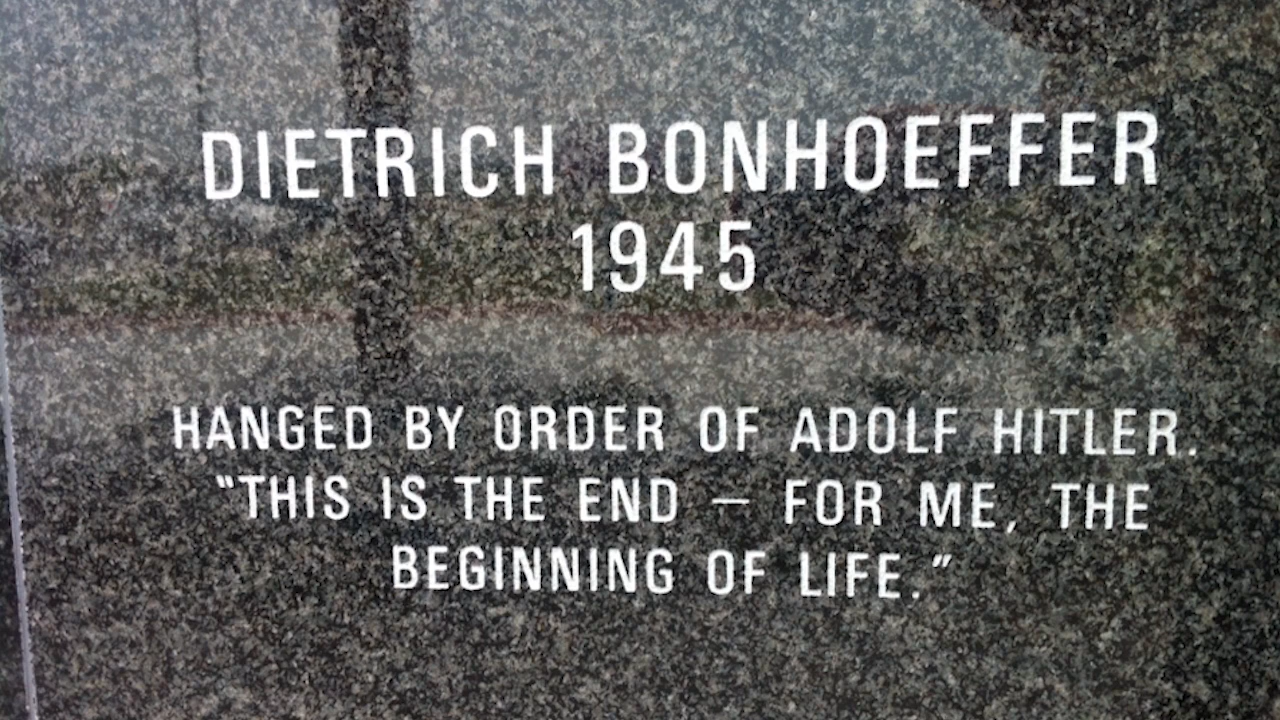 DIETRICH BONHOEFFER
1945
HANGED BY ORDER OF ADOLF HITLER.
"THIS IS THE END — FOR ME, THE
BEGINNING OF LIFE."